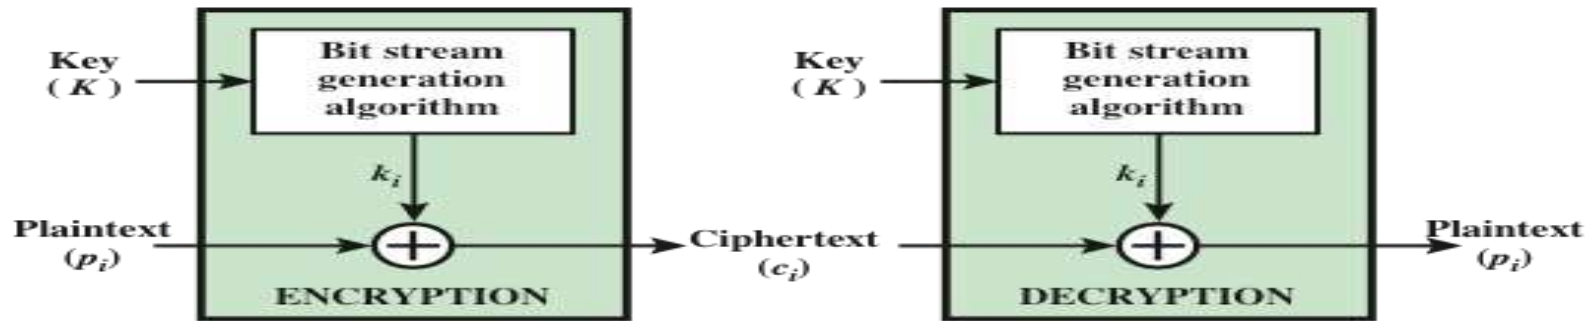 Key
( K )
Bit stream
generation
algorithm
k_i
Plaintext
(p_i)
ENCRYPTION
Ciphertext
(c_i)
Key
( K )
Bit stream
generation
algorithm
k_i
DECRYPTION
Plaintext
(p_i)